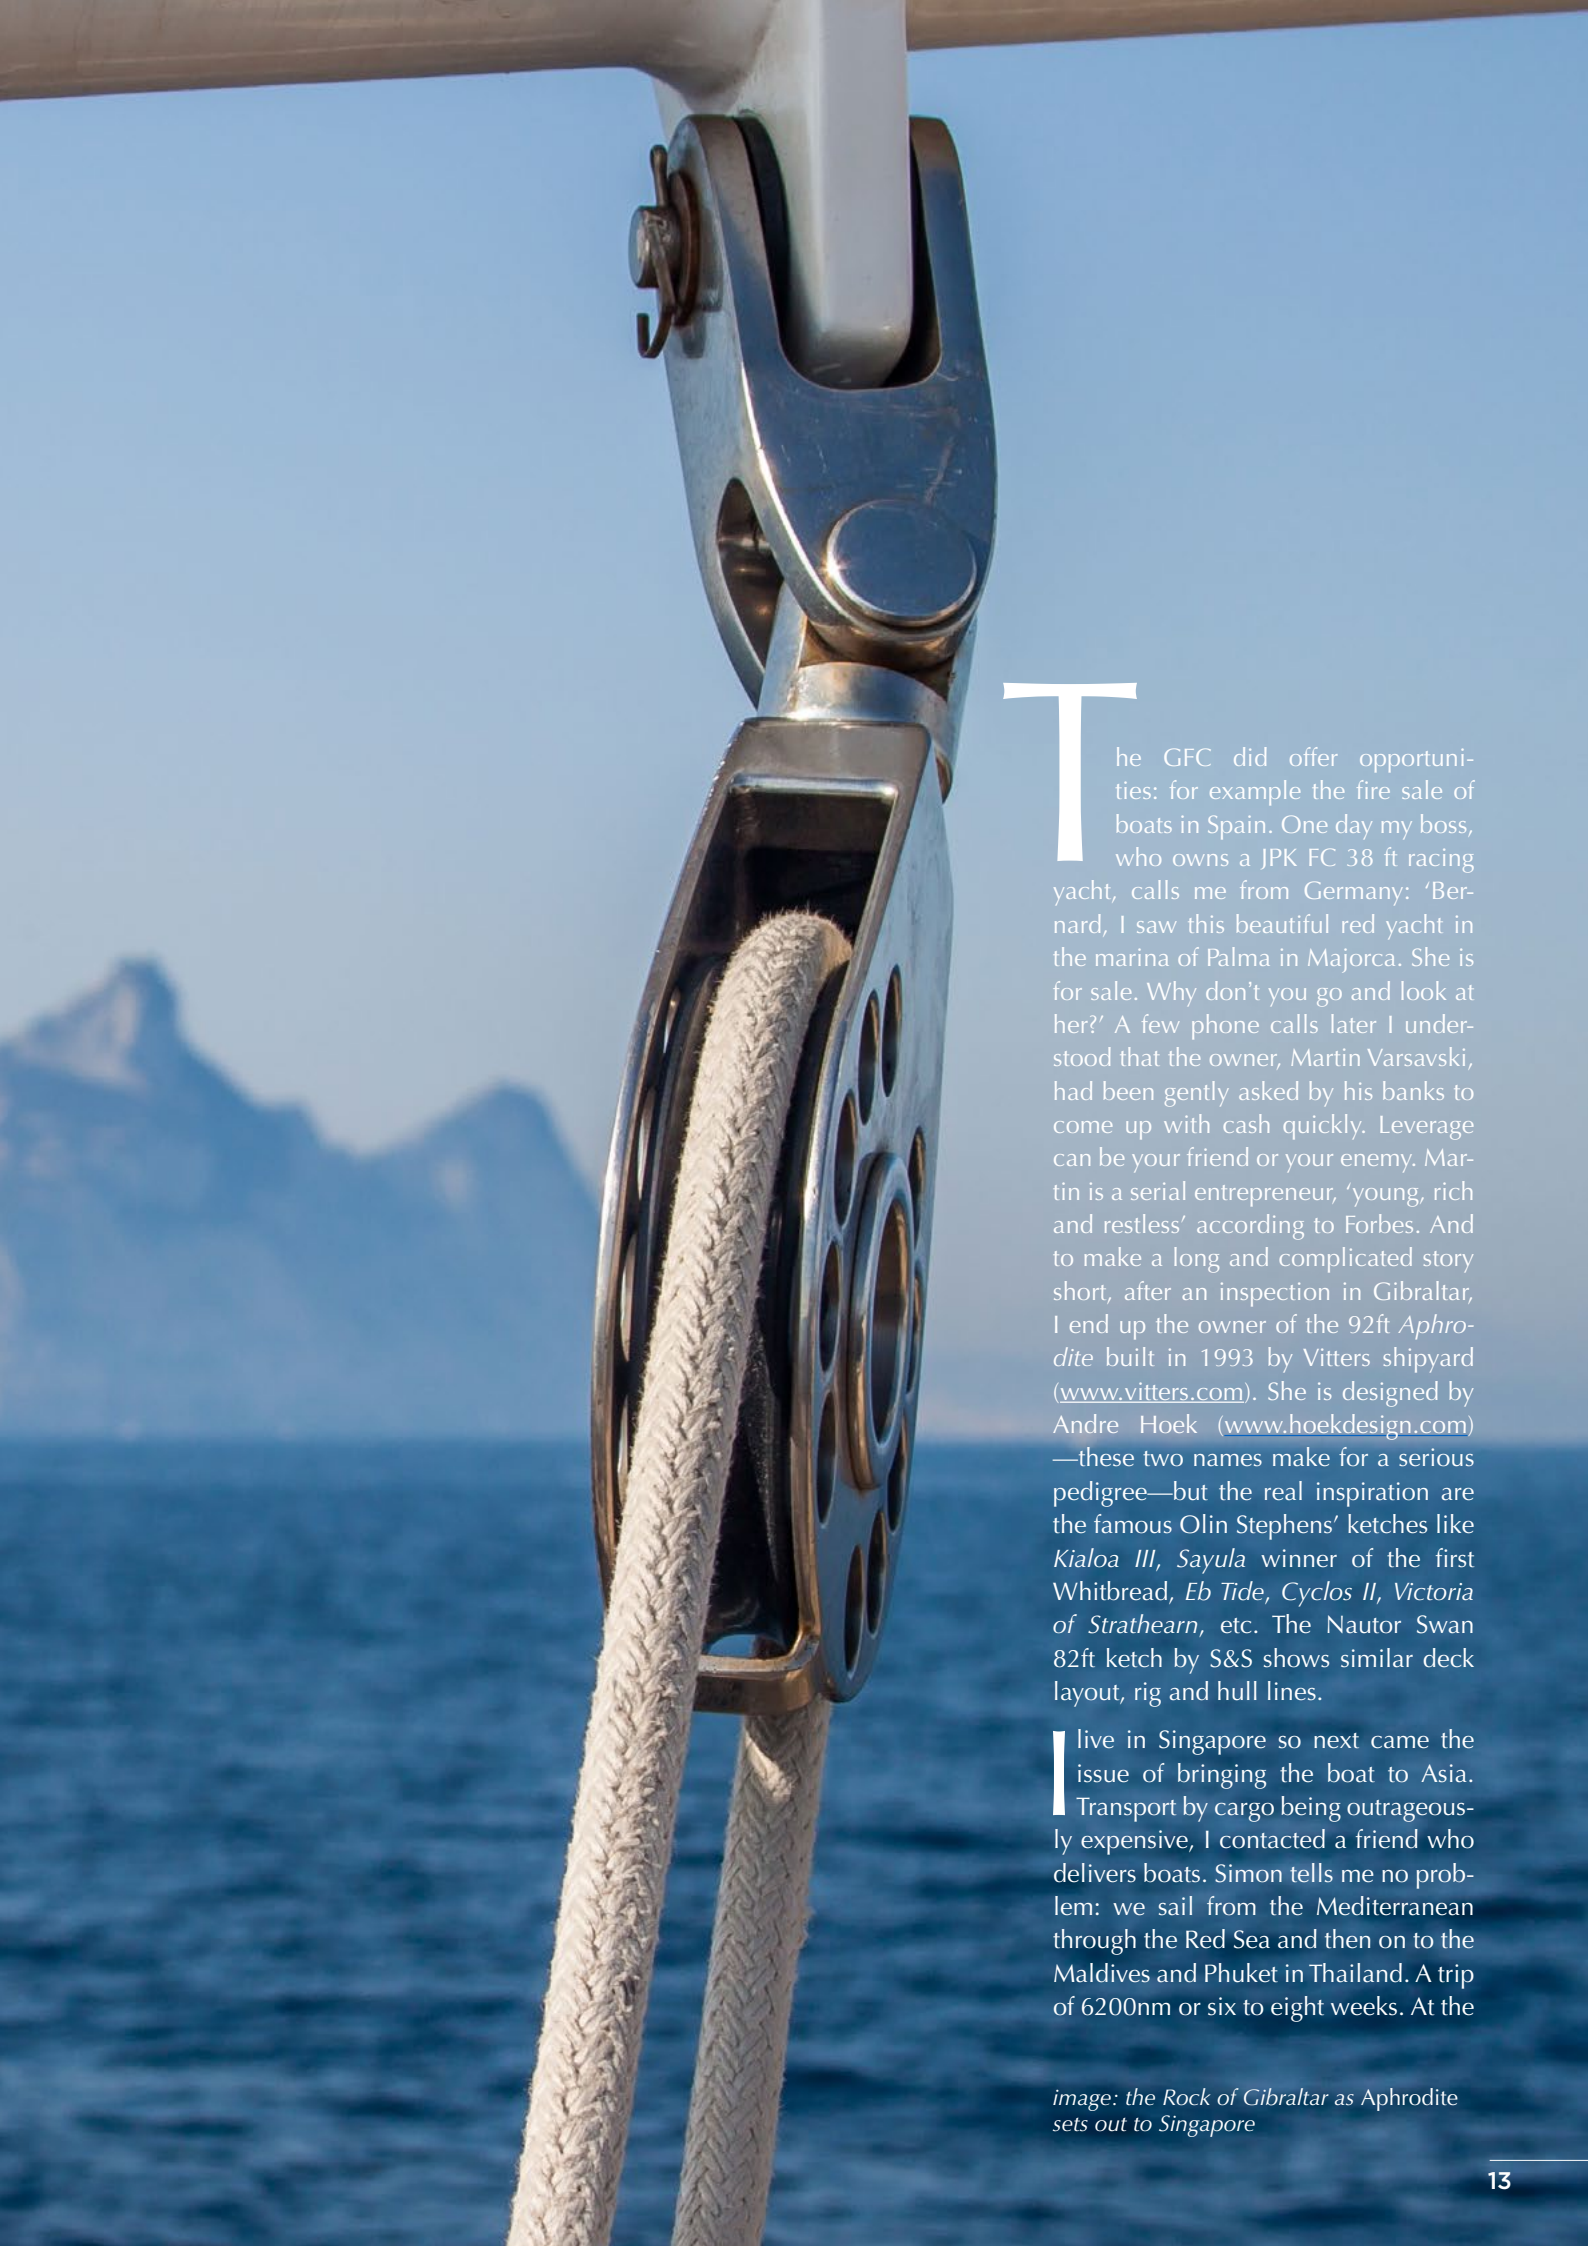 The GFC did offer opportuni-
ties: for example the fire sale of
boats in Spain. One day my boss,
who owns a JPK FC 38 ft racing
yacht, calls me from Germany: ‘Ber-
nard, I saw this beautiful red yacht in
the marina of Palma in Majorca. She is
for sale. Why don’t you go and look at
her?’ A few phone calls later I under-
stood that the owner, Martin Varsavski,
had been gently asked by his banks to
come up with cash quickly. Leverage
can be your friend or your enemy. Mar-
tin is a serial entrepreneur, ‘young, rich
and restless’ according to Forbes. And
to make a long and complicated story
short, after an inspection in Gibraltar,
I end up the owner of the 92ft Aphro-
dite built in 1993 by Vitters shipyard
(www.vitters.com). She is designed by
Andre Hoek (www.hoekdesign.com)
—these two names make for a serious
pedigree—but the real inspiration are
the famous Olin Stephens’ ketches like
Kialoa III, Sayula winner of the first
Whitbread, Eb Tide, Cyclos II, Victoria
of Strathearn, etc. The Nautor Swan
82ft ketch by S&S shows similar deck
layout, rig and hull lines.
I live in Singapore so next came the
issue of bringing the boat to Asia.
Transport by cargo being outrageous-
ly expensive, I contacted a friend who
delivers boats. Simon tells me no prob-
lem: we sail from the Mediterranean
through the Red Sea and then on to the
Maldives and Phuket in Thailand. A trip
of 6200nm or six to eight weeks. At the
image: the Rock of Gibraltar as Aphrodite
sets out to Singapore
13